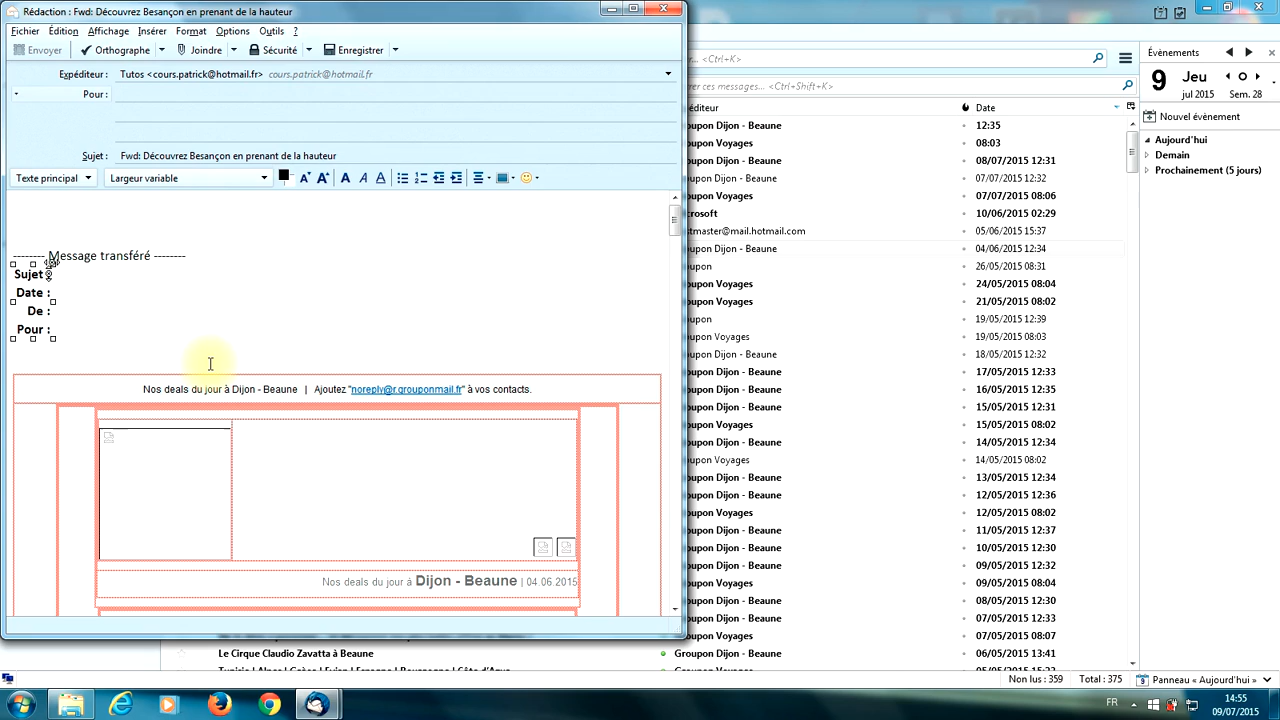 Rédaction : Fwd: Découvrez Besançon en prenant de la hauteur
Fichier Édition Affichage Insérer Format Options Outils ?
Envoyer Orthographe Joindre Sécurité Enregistrer
Expéditeur : Tutos <cours.patrick@hotmail.fr> cours.patrick@hotmail.fr
Pour :
Sujet : Fwd: Découvrez Besançon en prenant de la hauteur
Texte principal Largeur variable
-------- Message transféré --------
Sujet :
Date :
De :
Pour :
Nos deals du jour à Dijon - Beaune | Ajoutez "noreply@r.grouponmail.fr" à vos contacts.
Nos deals du jour à Dijon - Beaune | 04.06 2015
... <Ctrl+K>
ces messages... <Ctrl+Shift+K>
éditeur Date
oupon Dijon - Beaune 12:35
oupon Voyages 08:03
oupon Dijon - Beaune 08/07/2015 12:31
oupon Dijon - Beaune 07/07/2015 12:32
oupon Voyages 07/07/2015 08:06
crosoft 10/06/2015 02:29
stmaster@mail.hotmail.com 05/06/2015 15:37
oupon Dijon - Beaune 04/06/2015 12:34
oupon 26/05/2015 08:31
oupon Voyages 24/05/2015 08:04
oupon Voyages 21/05/2015 08:02
oupon 19/05/2015 12:39
oupon Voyages 19/05/2015 08:03
oupon Dijon - Beaune 18/05/2015 12:32
oupon Dijon - Beaune 17/05/2015 12:33
oupon Dijon - Beaune 16/05/2015 12:35
oupon Dijon - Beaune 15/05/2015 12:31
oupon Voyages 15/05/2015 08:02
oupon Dijon - Beaune 14/05/2015 12:34
oupon Voyages 14/05/2015 08:02
oupon Dijon - Beaune 13/05/2015 12:34
oupon Dijon - Beaune 12/05/2015 12:36
oupon Voyages 12/05/2015 08:02
oupon Dijon - Beaune 11/05/2015 12:37
oupon Dijon - Beaune 10/05/2015 12:30
oupon Dijon - Beaune 09/05/2015 12:32
oupon Voyages 09/05/2015 08:04
oupon Dijon - Beaune 08/05/2015 12:30
oupon Dijon - Beaune 07/05/2015 12:33
oupon Voyages 07/05/2015 08:07
Le Cirque Claudio Zavatta à Beaune Groupon Dijon - Beaune 06/05/2015 13:41
Évènements
9 Jeu
jul 2015 Sem. 28
Nouvel évènement
Aujourd'hui
Demain
Prochainement (5 jours)
Non lus : 359 Total : 375 9 Panneau « Aujourd'hui »
FR 14:55
09/07/2015